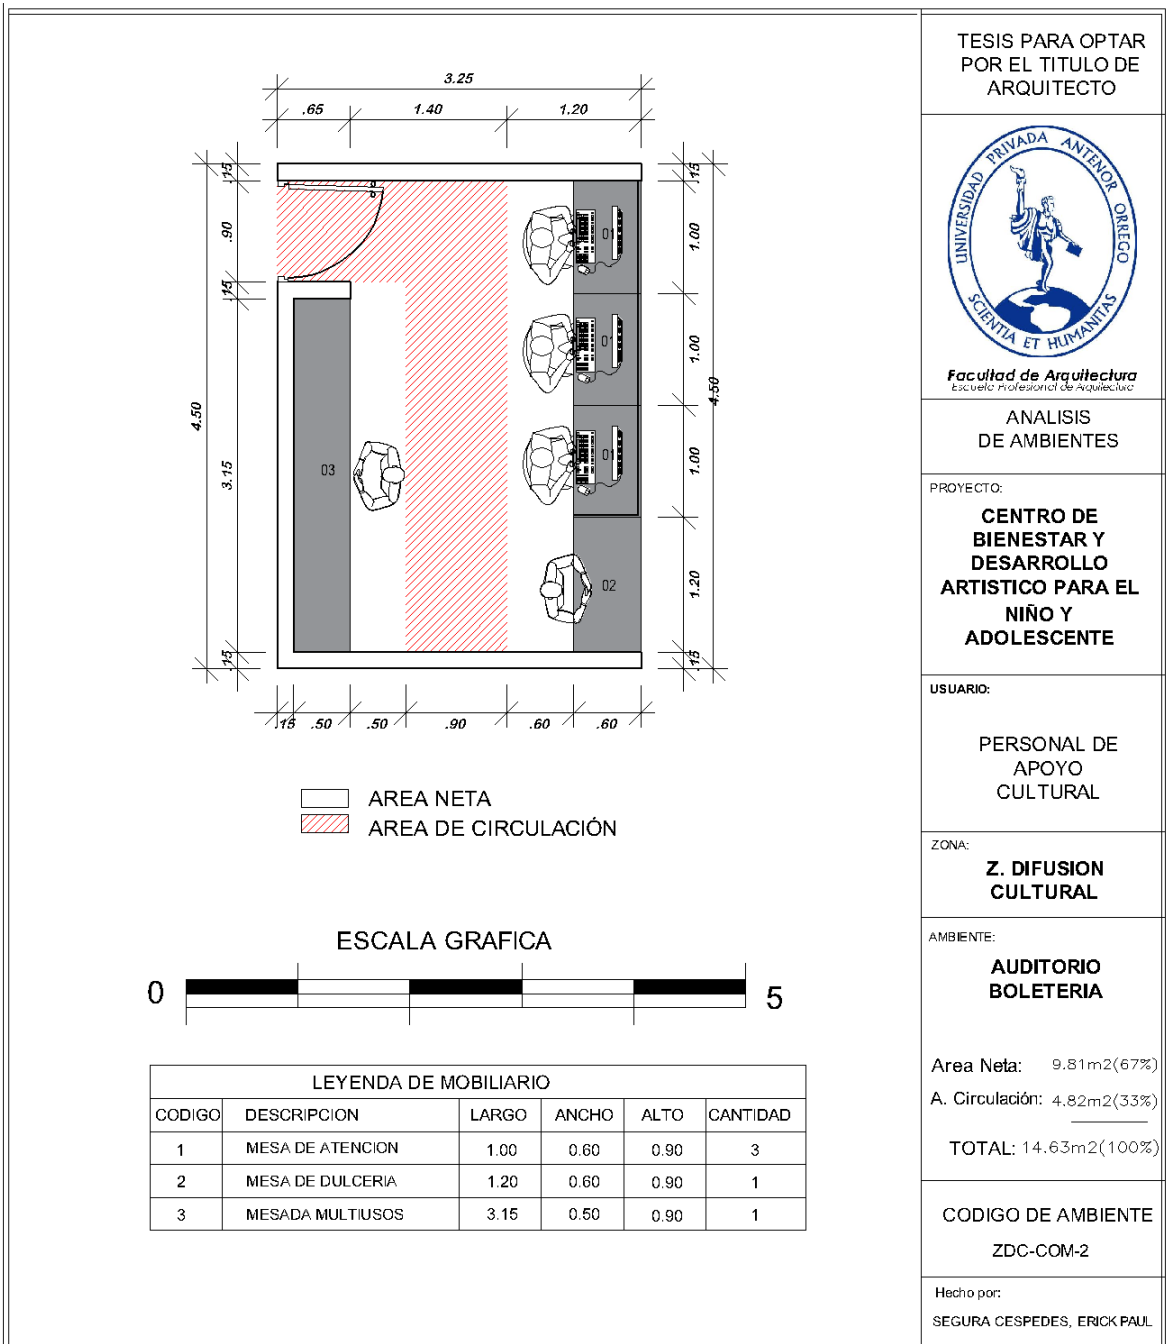 3.25
.65
1.40
1.20
.15
.90
.15
3.15
.15
4.50
.15
1.00
1.00
1.00
1.20
.15
4.50
01
01
01
02
03
.15
.50
.50
.90
.60
.60
AREA NETA
AREA DE CIRCULACIÓN
ESCALA GRAFICA
0
5
LEYENDA DE MOBILIARIO
CODIGO DESCRIPCION LARGO ANCHO ALTO CANTIDAD
1 MESA DE ATENCION 1.00 0.60 0.90 3
2 MESA DE DULCERIA 1.20 0.60 0.90 1
3 MESADA MULTIUSOS 3.15 0.50 0.90 1
TESIS PARA OPTAR
POR EL TITULO DE
ARQUITECTO
UNIVERSIDAD PRIVADA ANTENOR ORREGO
SCIENTIA ET HUMANITAS
Facultad de Arquitectura
Escuela Profesional de Arquitectura
ANALISIS
DE AMBIENTES
PROYECTO:
CENTRO DE
BIENESTAR Y
DESARROLLO
ARTISTICO PARA EL
NIÑO Y
ADOLESCENTE
USUARIO:
PERSONAL DE
APOYO
CULTURAL
ZONA:
Z. DIFUSION
CULTURAL
AMBIENTE:
AUDITORIO
BOLETERIA
Area Neta: 9.81m2(67%)
A. Circulación: 4.82m2(33%)
TOTAL: 14.63m2(100%)
CODIGO DE AMBIENTE
ZDC-COM-2
Hecho por:
SEGURA CESPEDES, ERICK PAUL